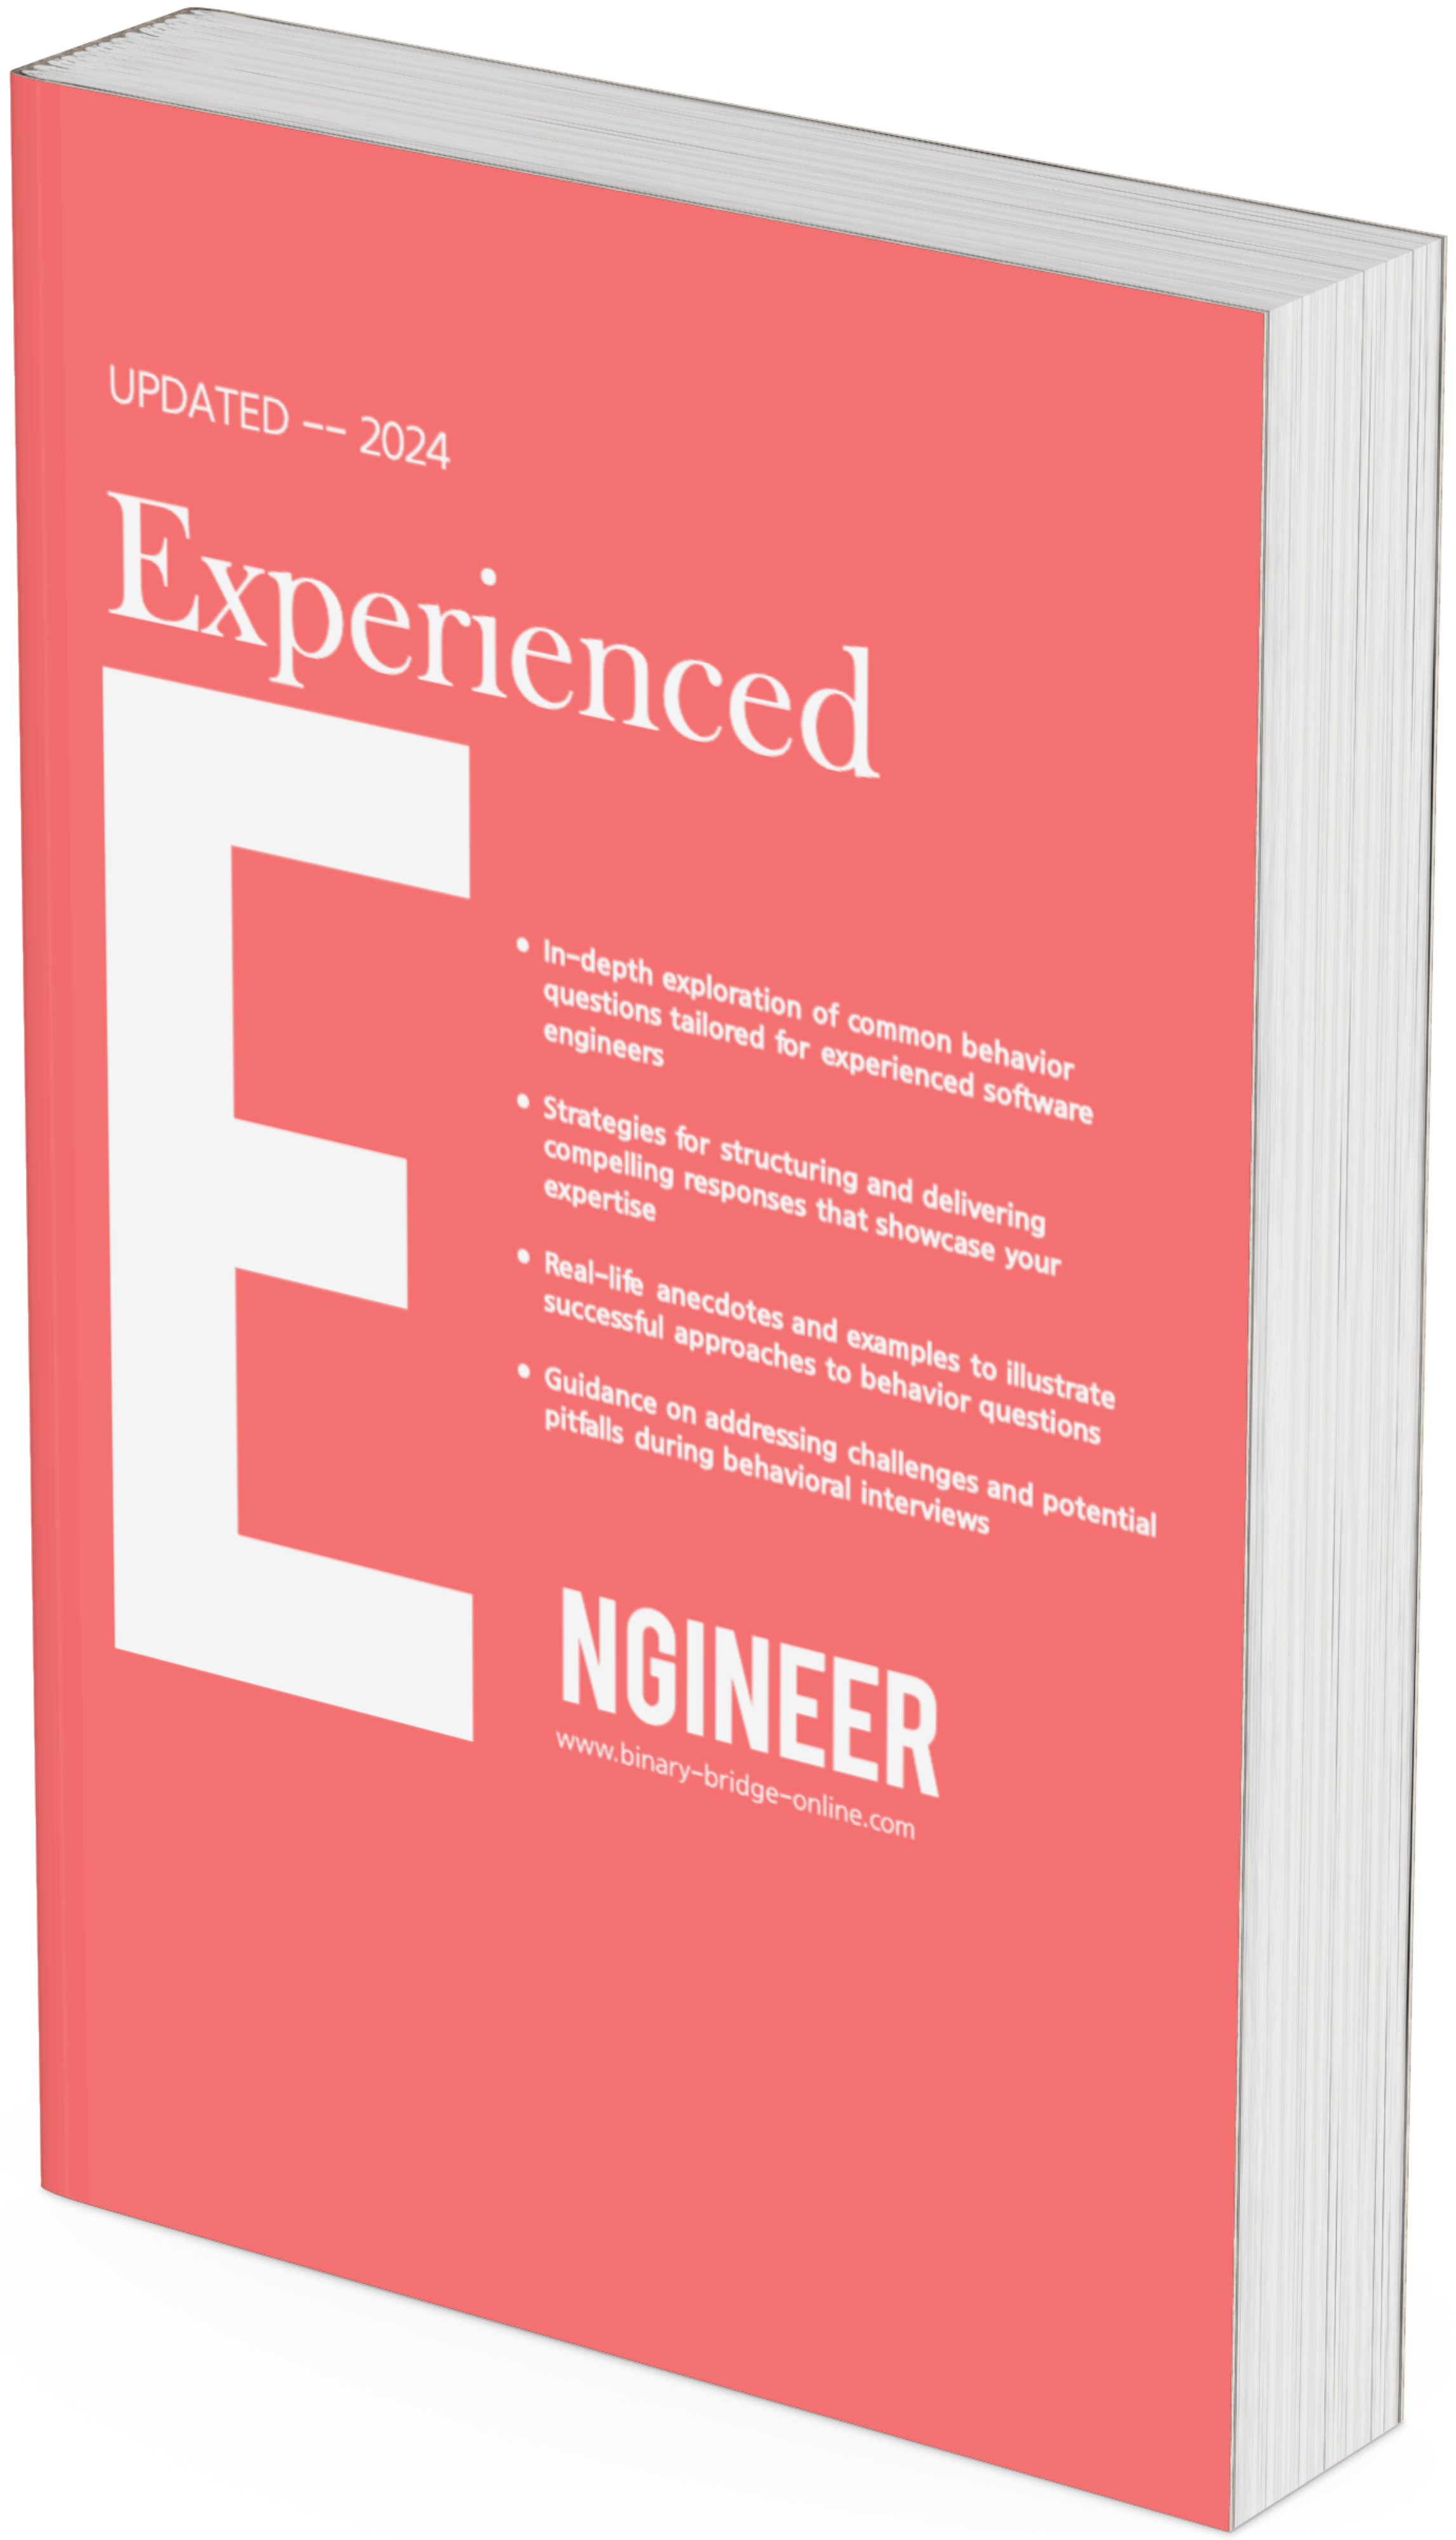 UPDATED -- 2024
Experienced
E
• In-depth exploration of common behavior
questions tailored for experienced software
engineers
• Strategies for structuring and delivering
compelling responses that showcase your
expertise
• Real-life anecdotes and examples to illustrate
successful approaches to behavior questions
• Guidance on addressing challenges and potential
pitfalls during behavioral interviews
NGINEER
www.binary-bridge-online.com